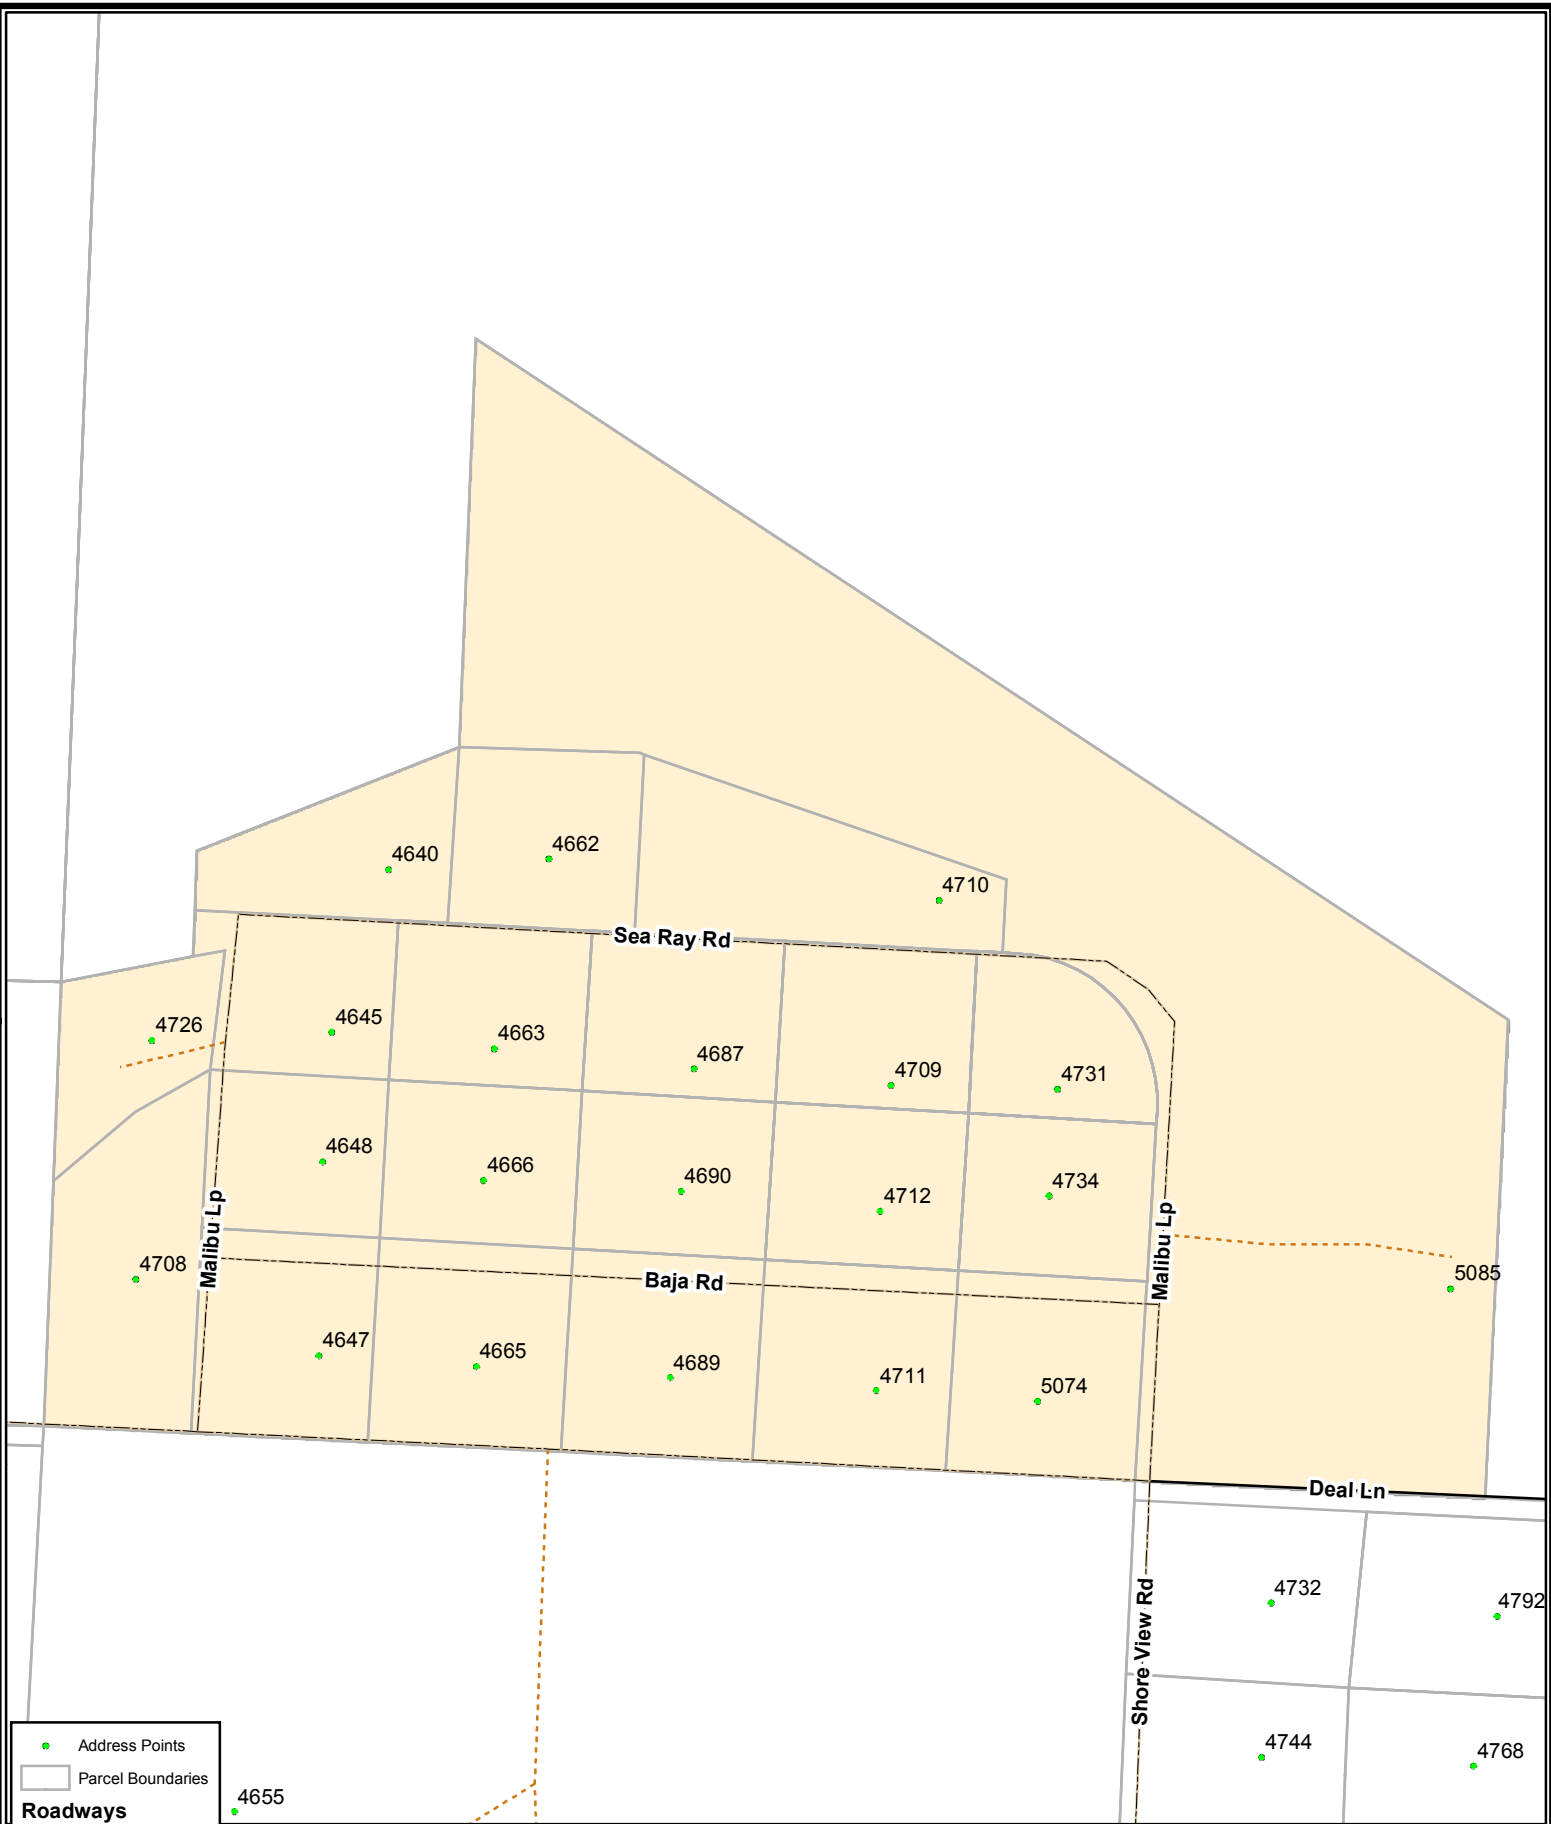 4662
4640
4710
Sea Ray Rd
4726
4645
4663
4687
4709
4731
4648
4666
4690
4712
4734
Malibu Lp
Malibu Lp
4708
Baja Rd
5085
4647
4665
4689
4711
5074
Deal Ln
4732
4792
Shore View Rd
4744
4768
Address Points
Parcel Boundaries
Roadways
4655